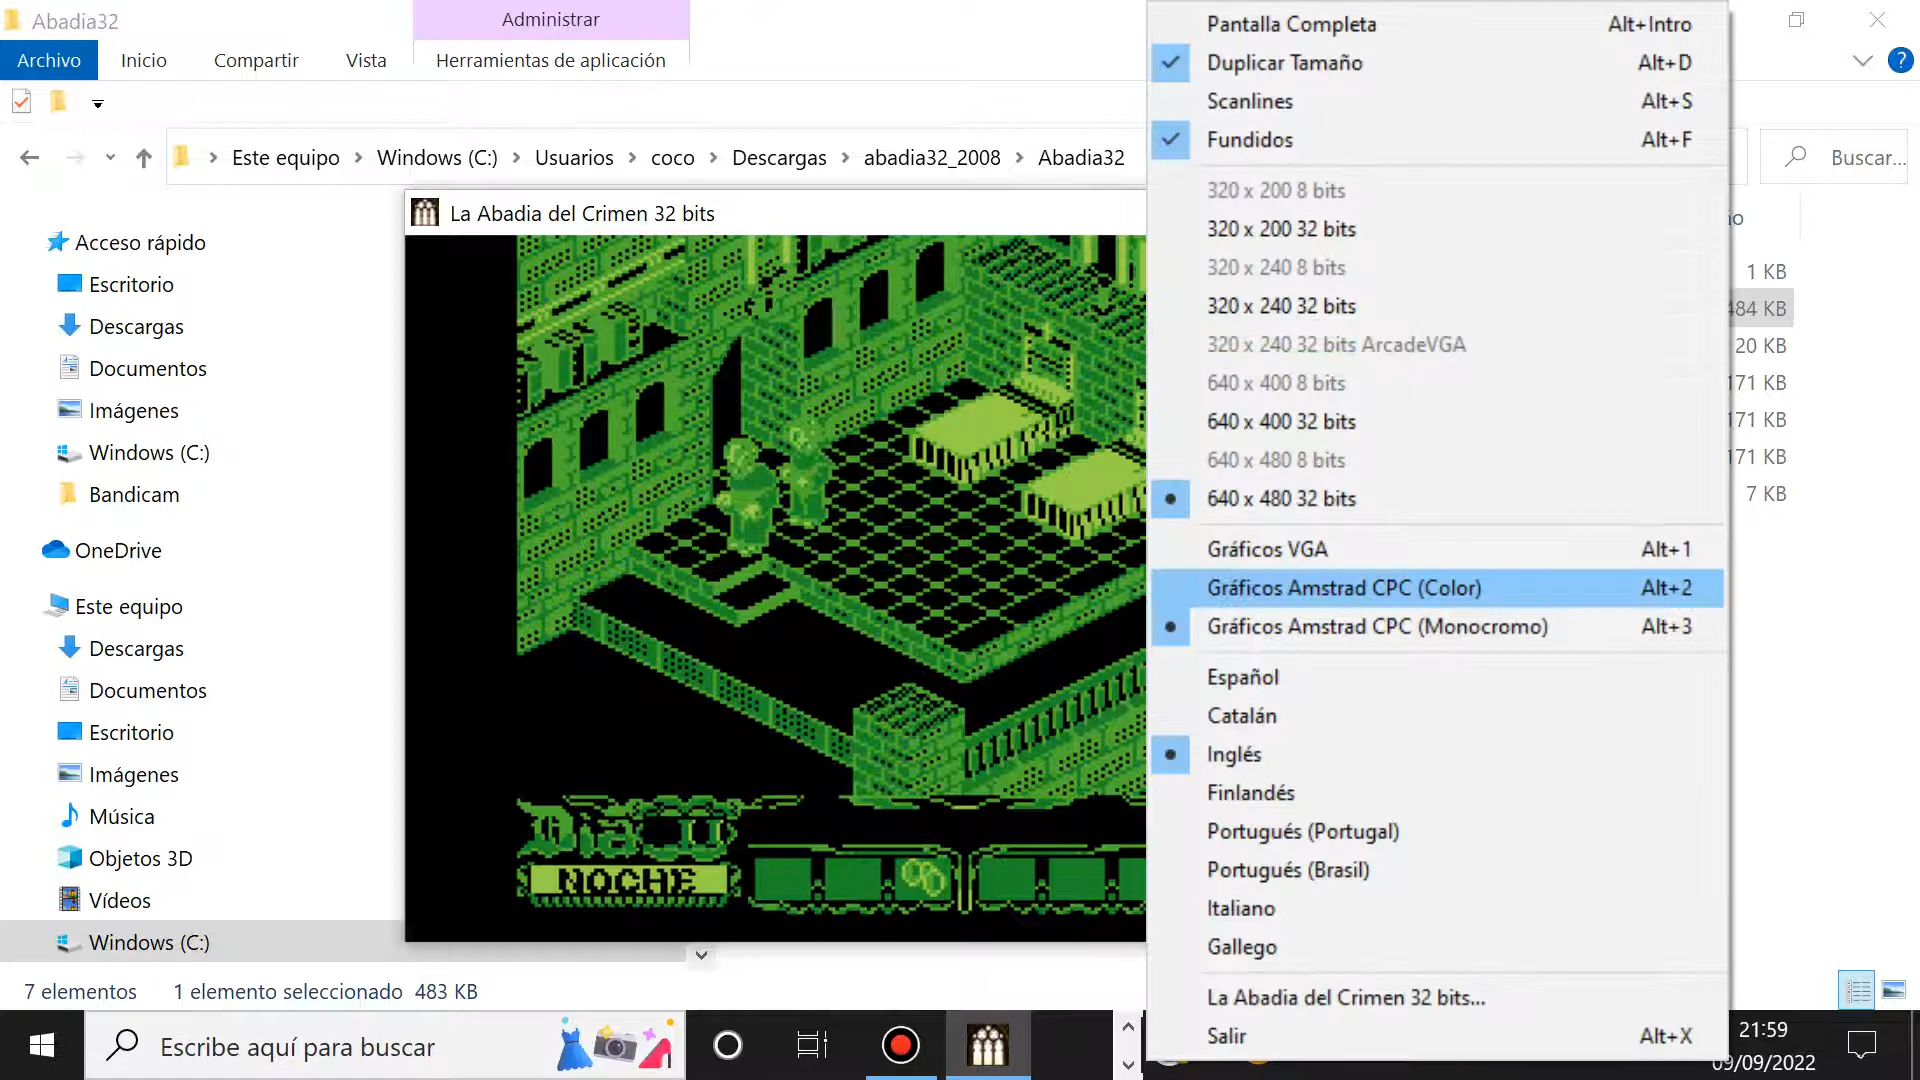 Abadia32
Administrar
Archivo
Inicio
Compartir
Vista
Herramientas de aplicación
?
Este equipo
Windows (C:)
Usuarios
coco
Descargas
abadia32_2008
Abadia32
Buscar...
Acceso rápido
Escritorio
Descargas
Documentos
Imágenes
Windows (C:)
Bandicam
OneDrive
Este equipo
Descargas
Documentos
Escritorio
Imágenes
Música
Objetos 3D
Vídeos
Windows (C:)
7 elementos 1 elemento seleccionado 483 KB
La Abadia del Crimen 32 bits
Dia II
NOCHE
Pantalla Completa Alt+Intro
Duplicar Tamaño Alt+D
Scanlines Alt+S
Fundidos Alt+F
320 x 200 8 bits
320 x 200 32 bits
320 x 240 8 bits
320 x 240 32 bits
320 x 240 32 bits ArcadeVGA
640 x 400 8 bits
640 x 400 32 bits
640 x 480 8 bits
640 x 480 32 bits
Gráficos VGA Alt+1
Gráficos Amstrad CPC (Color) Alt+2
Gráficos Amstrad CPC (Monocromo) Alt+3
Español
Catalán
Inglés
Finlandés
Portugués (Portugal)
Portugués (Brasil)
Italiano
Gallego
La Abadia del Crimen 32 bits...
Salir Alt+X
1 KB
484 KB
20 KB
171 KB
171 KB
171 KB
7 KB
Escribe aquí para buscar
21:59
09/09/2022